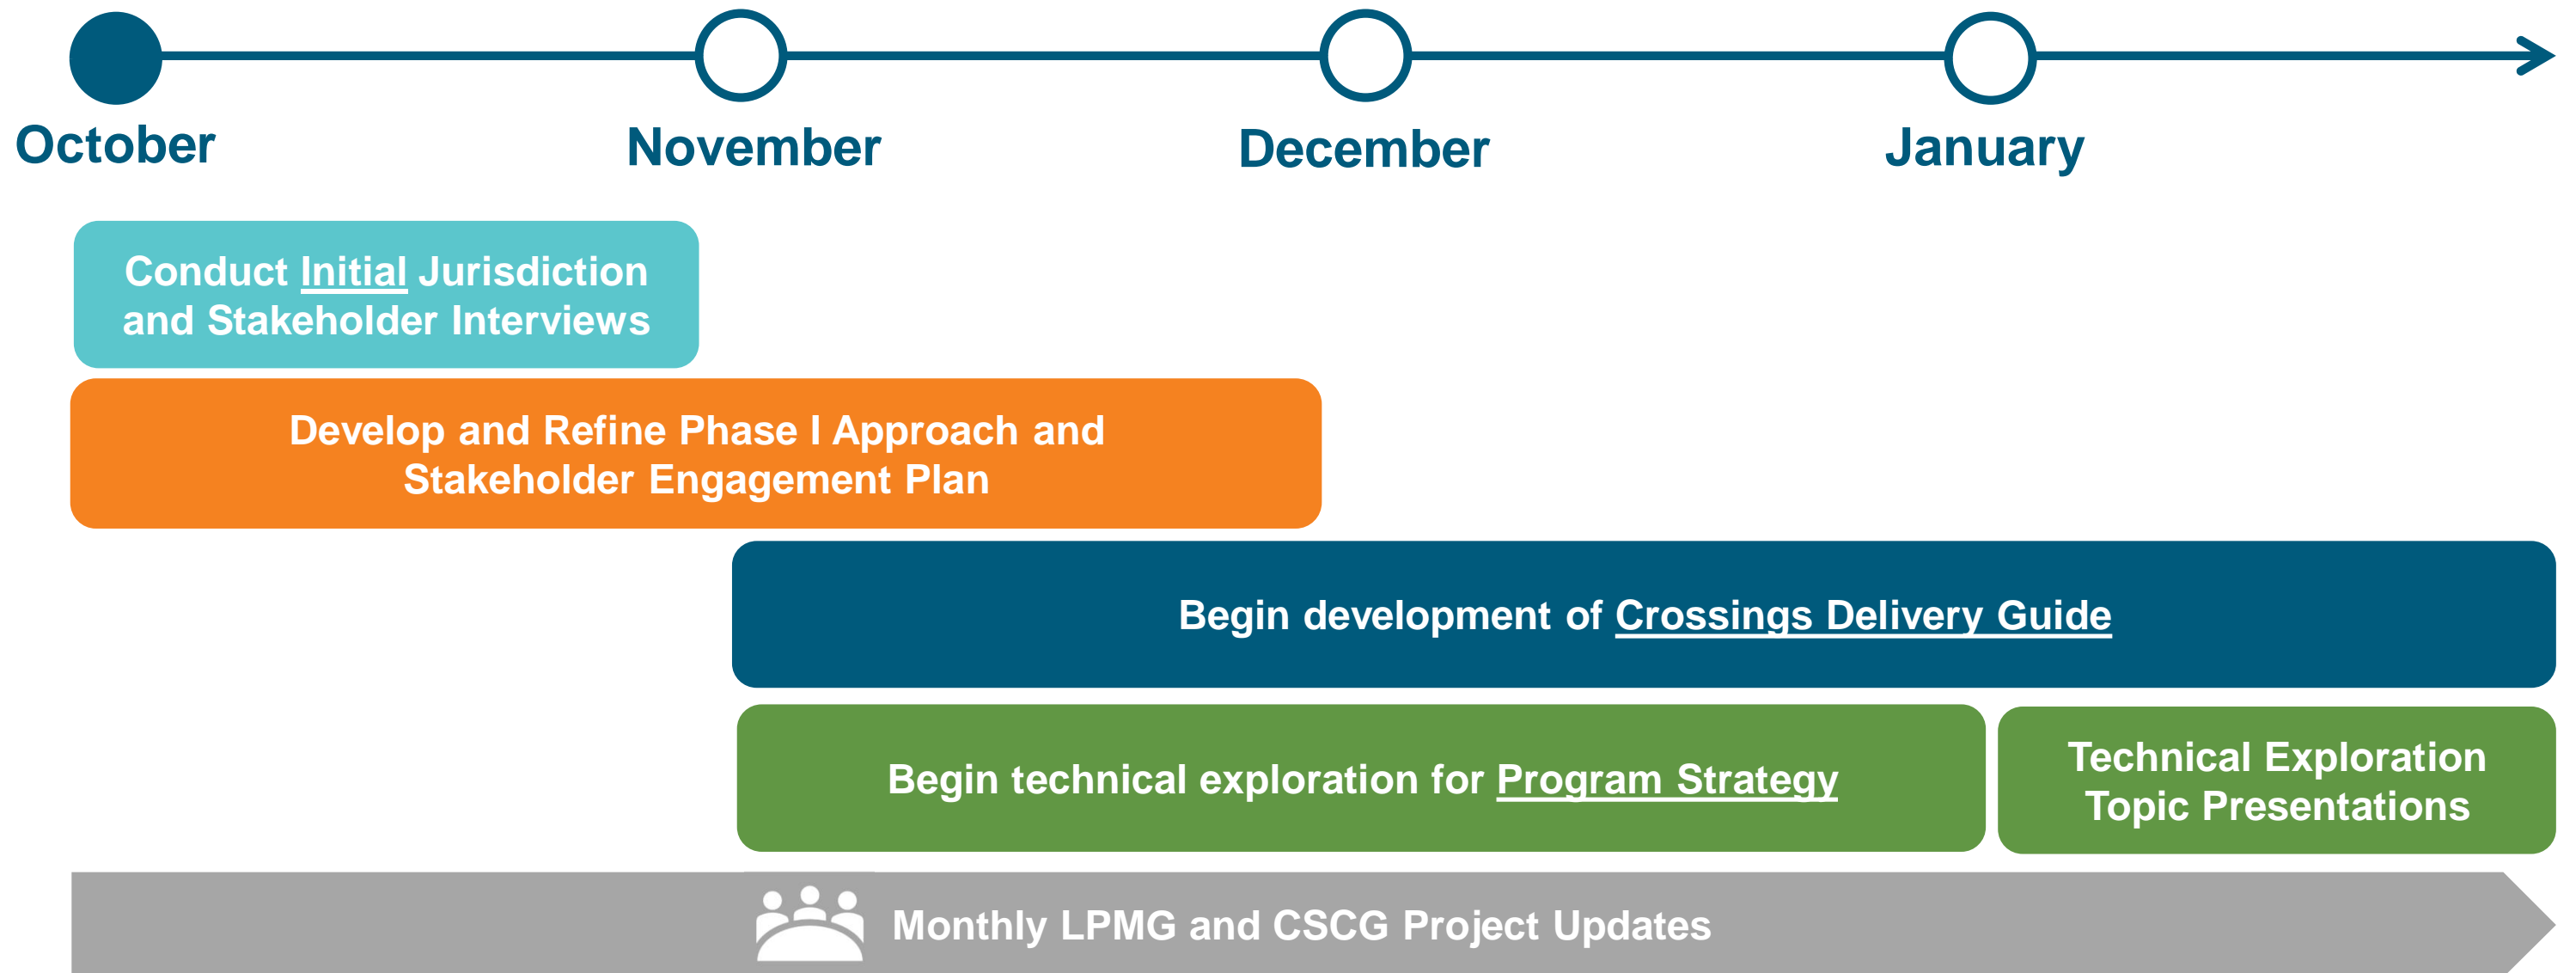 October
November
December
January
Conduct Initial Jurisdiction
and Stakeholder Interviews
Develop and Refine Phase I Approach and
Stakeholder Engagement Plan
Begin development of Crossings Delivery Guide
Begin technical exploration for Program Strategy
Technical Exploration
Topic Presentations
Monthly LPMG and CSCG Project Updates